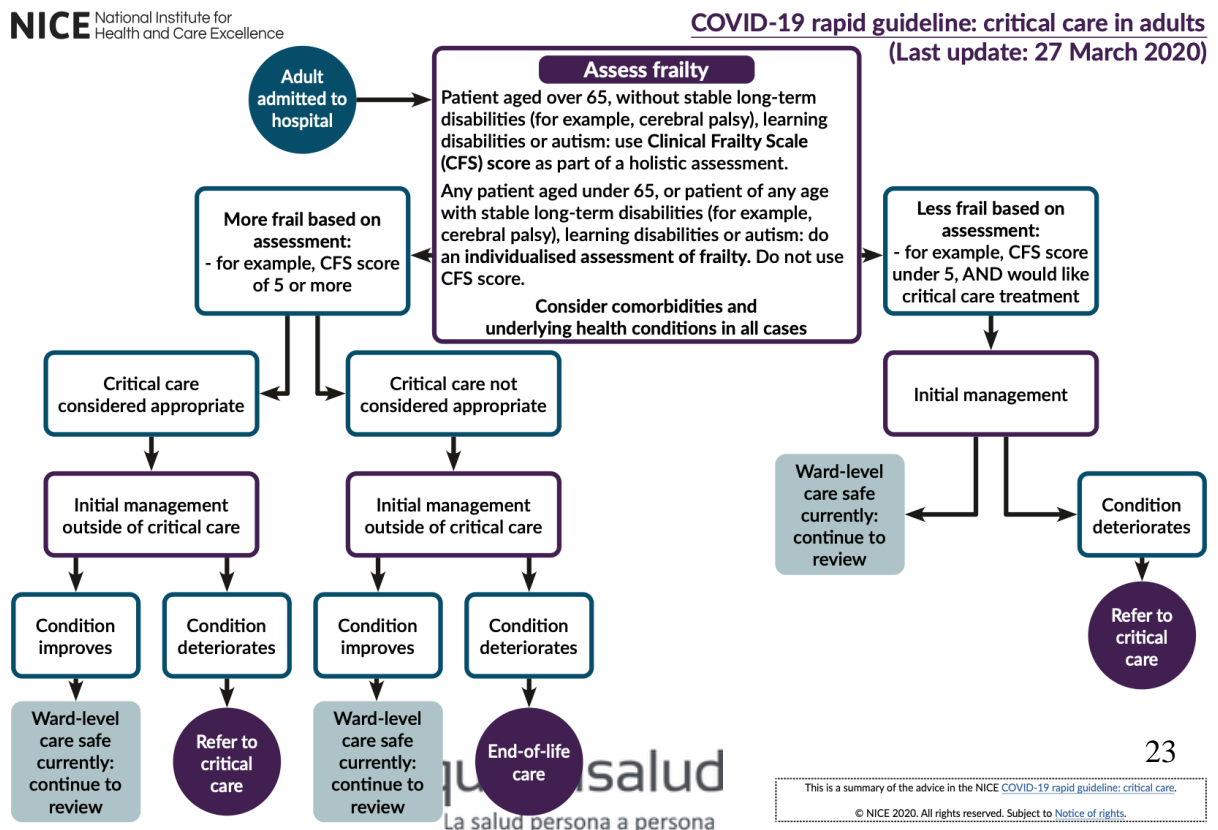 NICE National Institute for
Health and Care Excellence
COVID-19 rapid guideline: critical care in adults
(Last update: 27 March 2020)
Adult
admitted to
hospital
Assess frailty
Patient aged over 65, without stable long-term
disabilities (for example, cerebral palsy), learning
disabilities or autism: use Clinical Frailty Scale
(CFS) score as part of a holistic assessment.
Any patient aged under 65, or patient of any age
with stable long-term disabilities (for example,
cerebral palsy), learning disabilities or autism: do
an individualised assessment of frailty. Do not use
CFS score.
Consider comorbidities and
underlying health conditions in all cases
More frail based on
assessment:
- for example, CFS score
of 5 or more
Less frail based on
assessment:
- for example, CFS score
under 5, AND would like
critical care treatment
Critical care
considered appropriate
Critical care not
considered appropriate
Initial management
Initial management
outside of critical care
Initial management
outside of critical care
Ward-level
care safe
currently:
continue to
review
Condition
deteriorates
Refer to
critical
care
Condition
improves
Condition
deteriorates
Condition
improves
Condition
deteriorates
Ward-level
care safe
currently:
continue to
review
Refer to
critical
care
Ward-level
care safe
currently:
continue to
review
End-of-life
care
salud
La salud persona a persona
23
This is a summary of the advice in the NICE COVID-19 rapid guideline: critical care.
© NICE 2020. All rights reserved. Subject to Notice of rights.